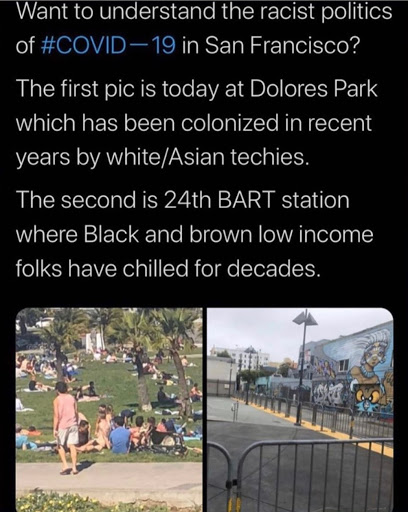 Want to understand the racist politics
of #COVID-19 in San Francisco?
The first pic is today at Dolores Park
which has been colonized in recent
years by white/Asian techies.
The second is 24th BART station
where Black and brown low income
folks have chilled for decades.